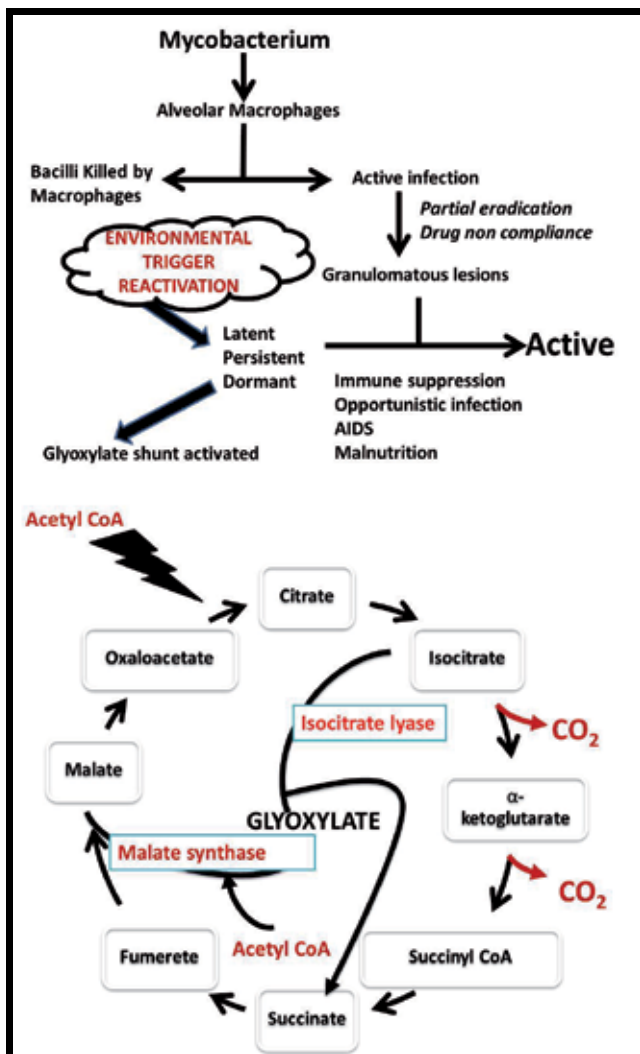 Mycobacterium
Alveolar Macrophages
Bacilli Killed by
Macrophages
Active infection
Partial eradication
Drug non compliance
ENVIRONMENTAL
TRIGGER
REACTIVATION
Granulomatous lesions
Latent
Persistent
Dormant
Active
Immune suppression
Opportunistic infection
AIDS
Malnutrition
Glyoxylate shunt activated
Acetyl CoA
Citrate
Oxaloacetate
Isocitrate
Isocitrate lyase
CO₂
Malate
GLYOXYLATE
α-
ketoglutarate
Malate synthase
CO₂
Acetyl CoA
Fumerete
Succinyl CoA
Succinate